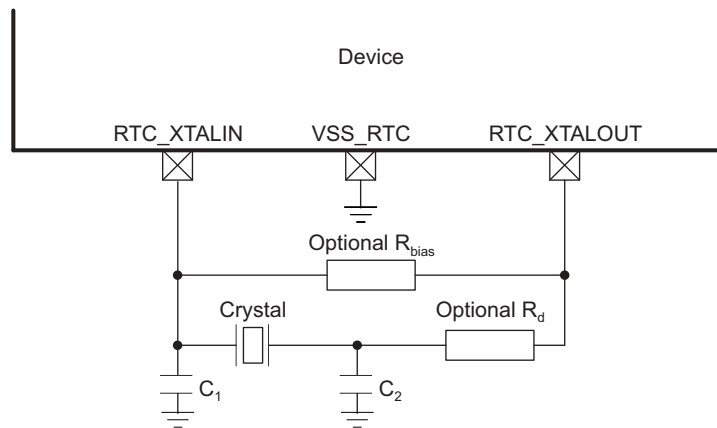 Device
RTC_XTALIN VSS_RTC RTC_XTALOUT
Optional Rbias
Crystal Optional Rd
C1 C2